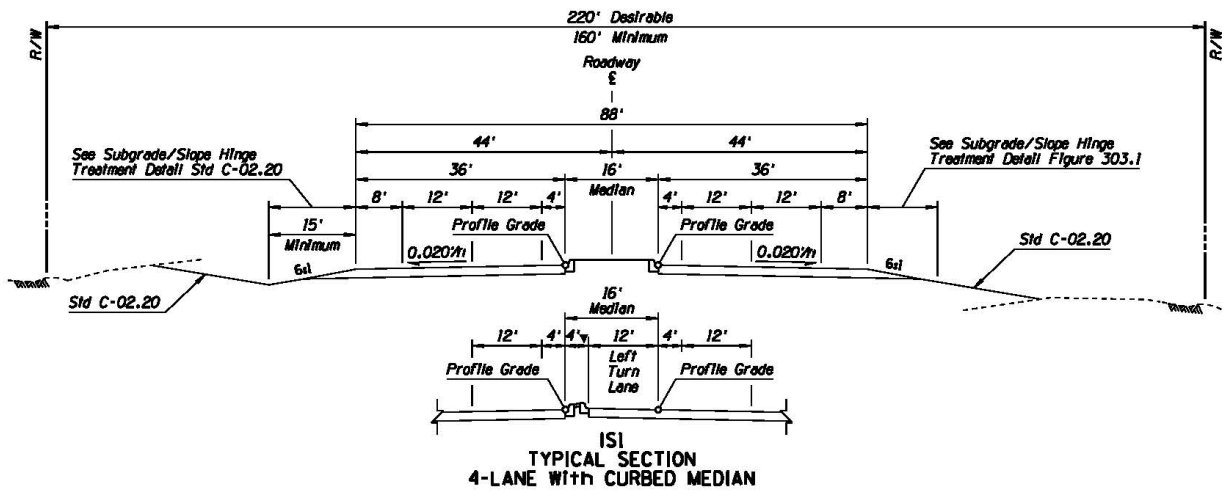 220' Desirable
160' Minimum
R/W
R/W
Roadway
℄
88'
44'
44'
See Subgrade/Slope Hinge
Treatment Detail Std C-02.20
See Subgrade/Slope Hinge
Treatment Detail Figure 303.1
36'
16'
36'
Median
8'
12'
12'
4'
4'
12'
12'
8'
15'
Minimum
Profile Grade
Profile Grade
0.020'/ft
0.020'/ft
6:1
6:1
Std C-02.20
Std C-02.20
16'
Median
12'
4'
4'
12'
4'
12'
Profile Grade
Left
Turn
Lane
Profile Grade
1S1
TYPICAL SECTION
4-LANE With CURBED MEDIAN